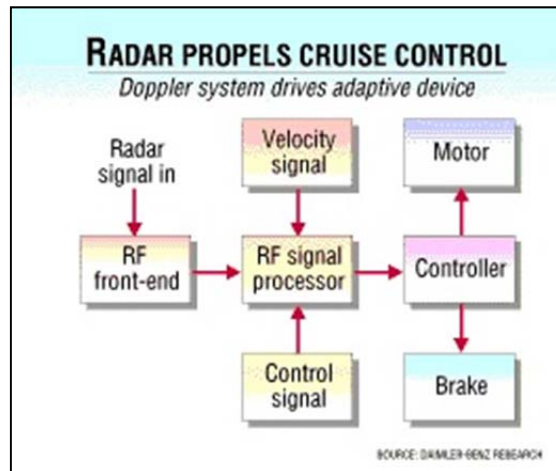 RADAR PROPELS CRUISE CONTROL
Doppler system drives adaptive device
Radar
signal in
Velocity
signal
Motor
RF
front-end
RF signal
processor
Controller
Control
signal
Brake
SOURCE: DAIMLER-BENZ RESEARCH